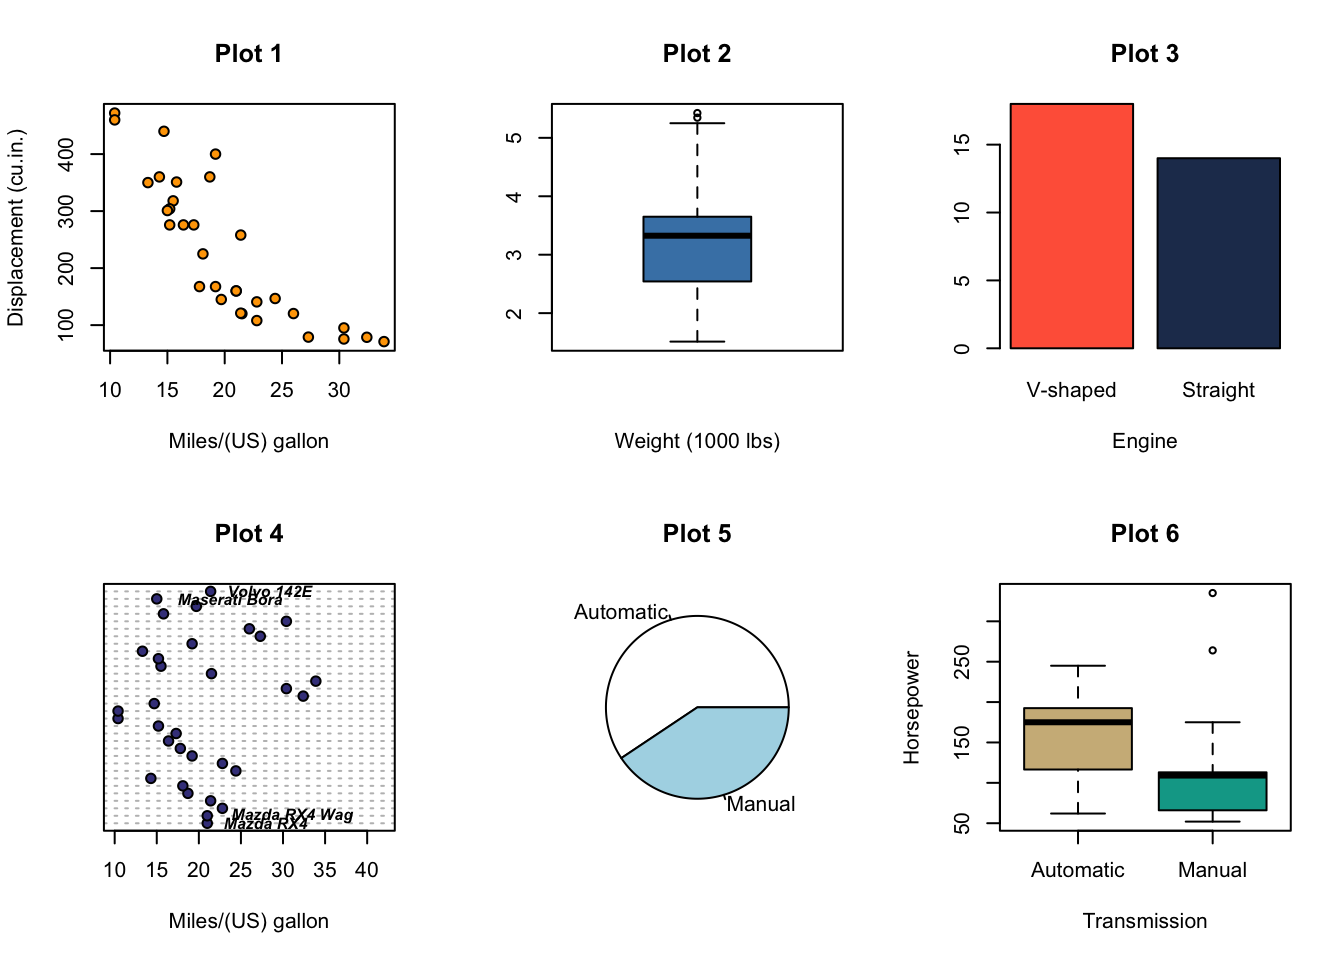 Plot 1
Displacement (cu.in.)
400
300
200
100
10 15 20 25 30
Miles/(US) gallon
Plot 2
5
4
3
2
Weight (1000 lbs)
Plot 3
15
10
5
0
V-shaped Straight
Engine
Plot 4
Volvo 142E
Maserati Bora
Mazda RX4 Wag
Mazda RX4
10 15 20 25 30 35 40
Miles/(US) gallon
Plot 5
Automatic
Manual
Plot 6
Horsepower
250
150
50
Automatic Manual
Transmission